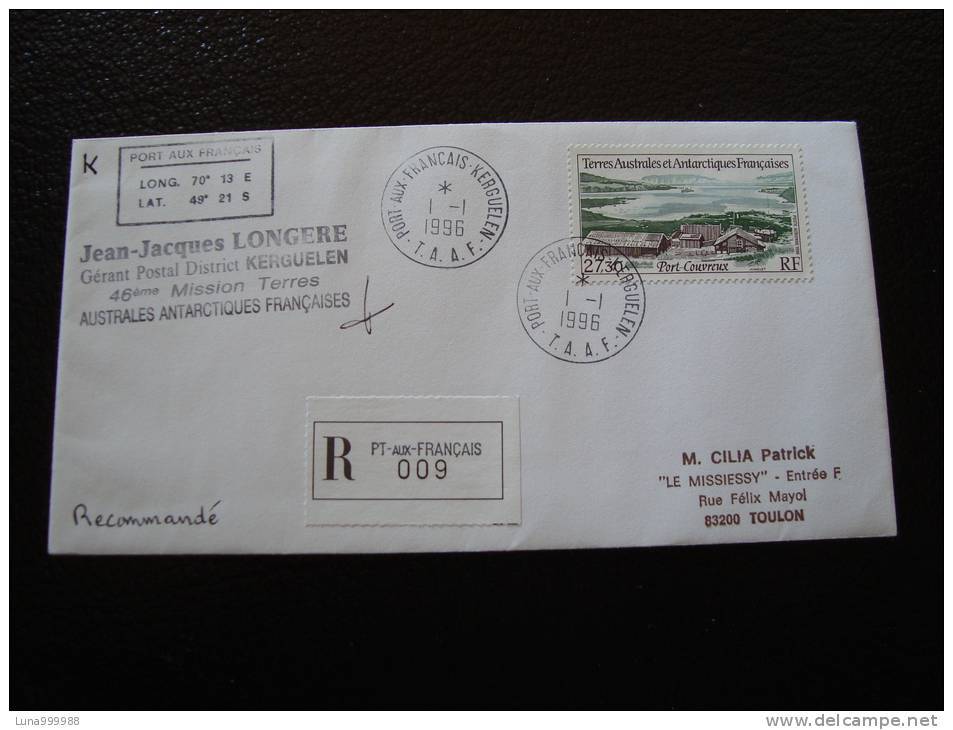 K
PORT AUX FRANÇAIS
LONG. 70° 13 E
LAT. 49° 21 S
Jean-Jacques LONGERE
Gérant Postal District KERGUELEN
46ème Mission Terres
AUSTRALES ANTARCTIQUES FRANÇAISES
PORT-AUX-FRANCAIS-KERGUELEN
*
1 -1
1996
- T.A.A.F. -
Terres Australes et Antarctiques Françaises
27,30
Port-Couvreux
RF
PORT-AUX-FRANCAIS-KERGUELEN
*
1 -1
1996
- T.A.A.F. -
R
PT-AUX-FRANÇAIS
009
Recommandé
M. CILIA Patrick
"LE MISSIESSY" - Entrée F.
Rue Félix Mayol
83200 TOULON
Luna999988
www.delcampe.net